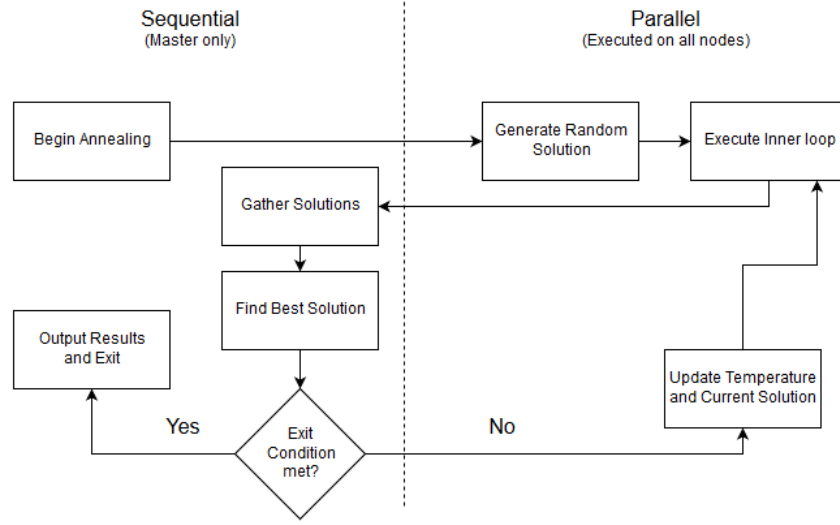 Sequential
(Master only)
Parallel
(Executed on all nodes)
Begin Annealing
Generate Random
Solution
Execute Inner loop
Gather Solutions
Find Best Solution
Output Results
and Exit
Update Temperature
and Current Solution
Yes
Exit
Condition
met?
No